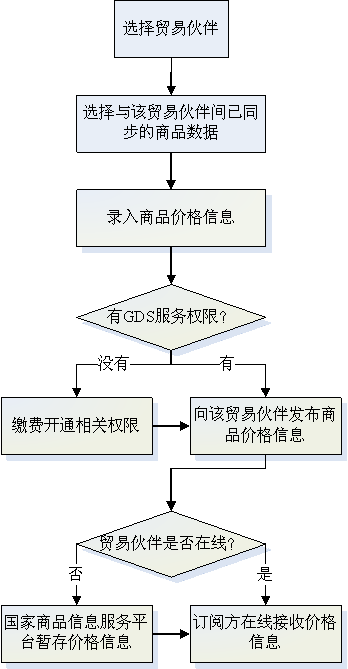 选择贸易伙伴
选择与该贸易伙伴间已同
步的商品数据
录入商品价格信息
有GDS服务权限?
没有
有
缴费开通相关权限
向该贸易伙伴发布商
品价格信息
贸易伙伴是否在线?
否
是
国家商品信息服务平
台暂存价格信息
订阅方在线接收价格
信息